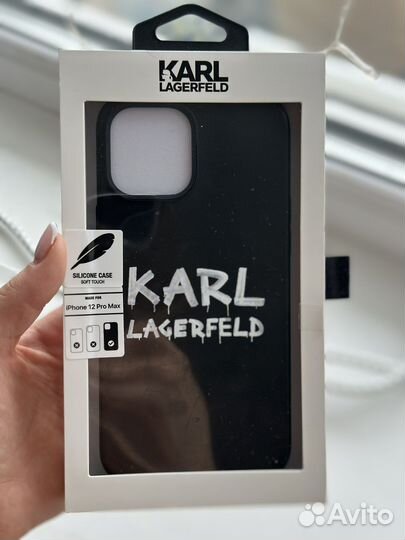 KARL
LAGERFELD
SILICONE CASE
SOFT TOUCH
MADE FOR
iPhone 12 Pro Max
KARL
LAGERFELD
Avito